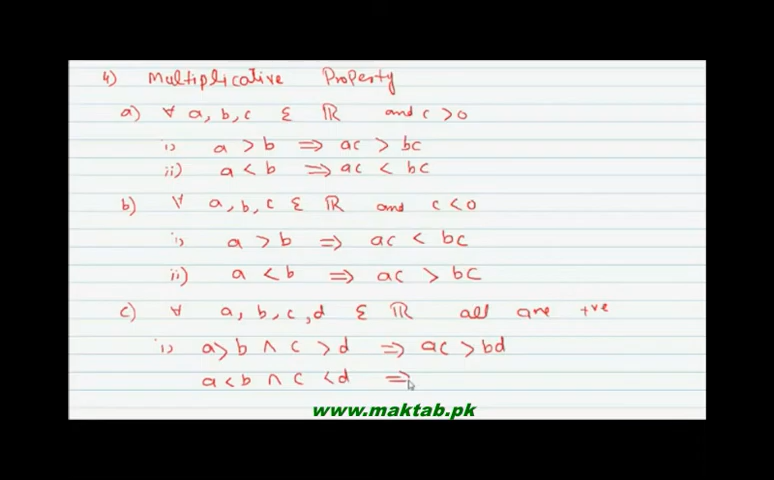 4) Multiplicative Property
a) ∀ a, b, c ε ℝ and c > 0
i) a > b ⇒ ac > bc
ii) a < b ⇒ ac < bc
b) ∀ a, b, c ε ℝ and c < 0
i) a > b ⇒ ac < bc
ii) a < b ⇒ ac > bc
c) ∀ a, b, c, d ε ℝ all are +ve
i) a > b ∧ c > d ⇒ ac > bd
a < b ∧ c < d ⇒
www.maktab.pk